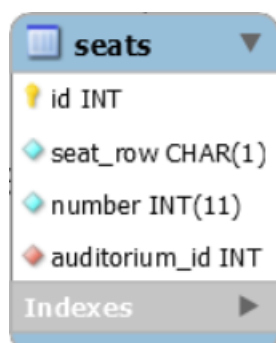 seats
id INT
seat_row CHAR(1)
number INT(11)
auditorium_id INT
Indexes